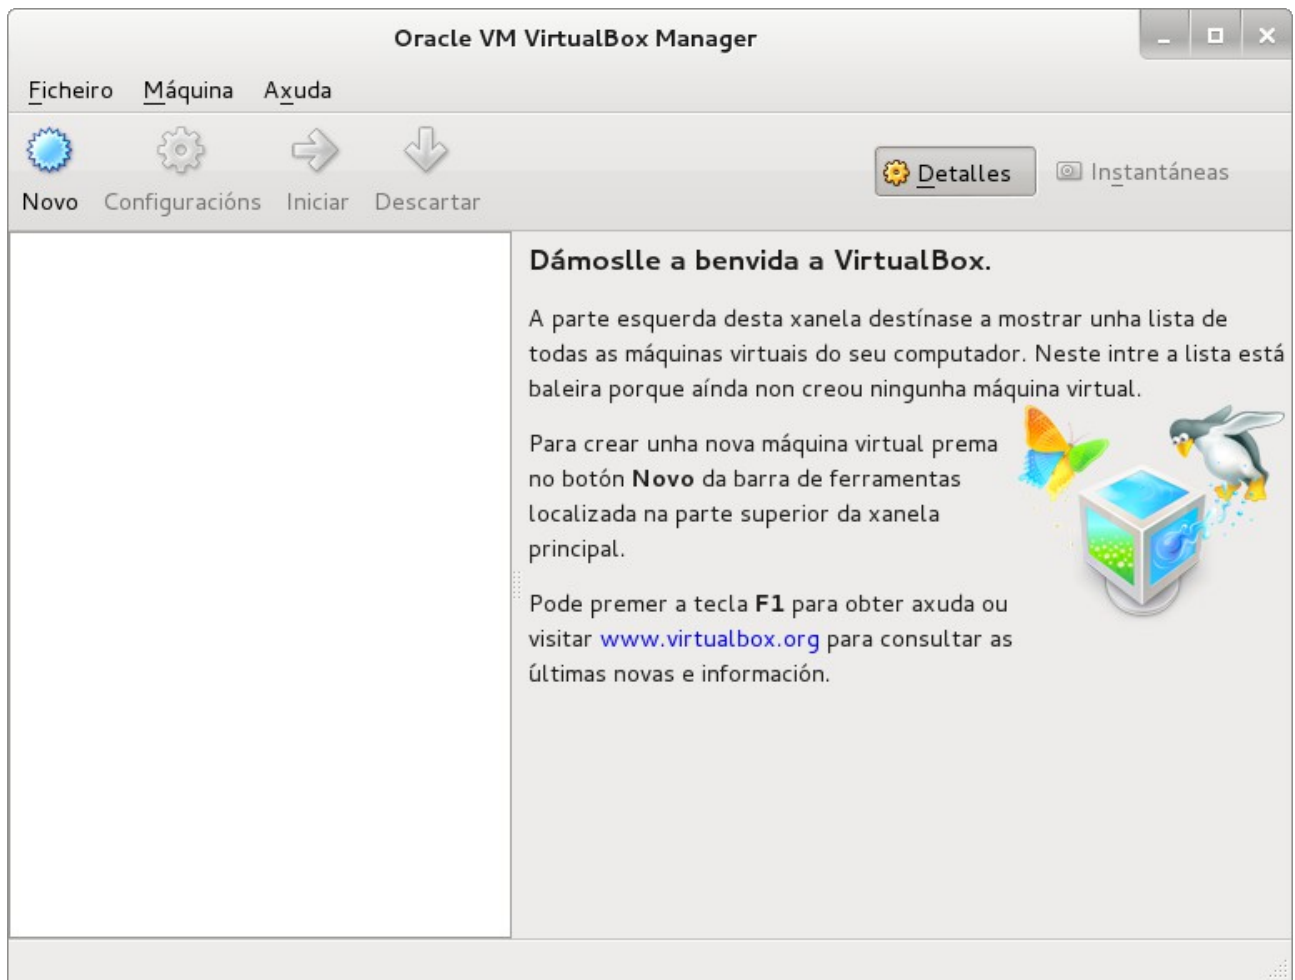 Oracle VM VirtualBox Manager
Ficheiro Máquina Axuda
Novo Configuracións Iniciar Descartar Detalles Instantáneas
Dámoslle a benvida a VirtualBox.
A parte esquerda desta xanela destínase a mostrar unha lista de
todas as máquinas virtuais do seu computador. Neste intre a lista está
baleira porque aínda non creou ningunha máquina virtual.
Para crear unha nova máquina virtual prema
no botón Novo da barra de ferramentas
localizada na parte superior da xanela
principal.
Pode premer a tecla F1 para obter axuda ou
visitar www.virtualbox.org para consultar as
últimas novas e información.